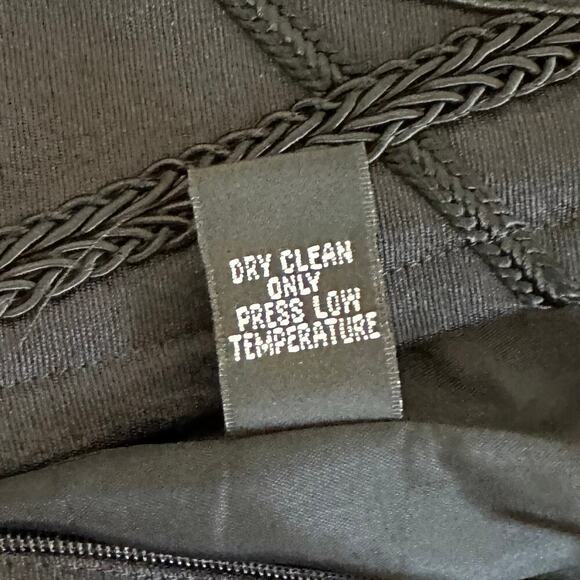 DRY CLEAN
ONLY
PRESS LOW
TEMPERATURE